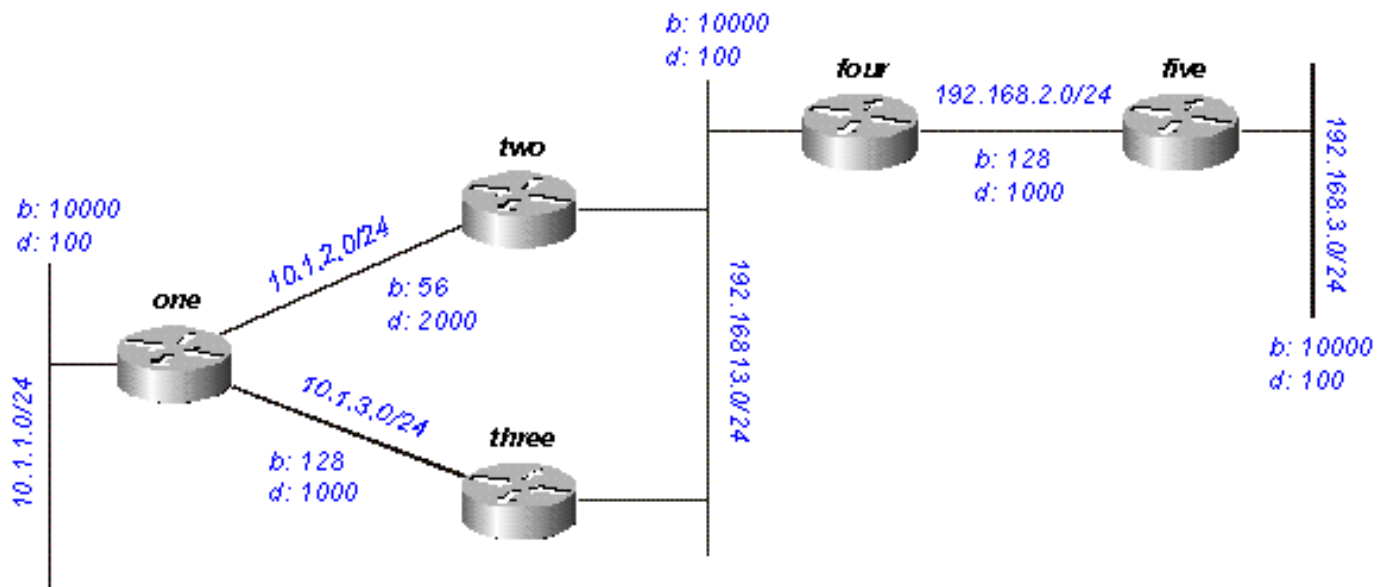 b: 10000
d: 100
four
five
192.168.2.0/24
b: 128
d: 1000
192.168.3.0/24
b: 10000
d: 100
two
b: 10000
d: 100
10.1.2.0/24
b: 56
d: 2000
one
192.16813.0/24
10.1.1.0/24
10.1.3.0/24
three
b: 128
d: 1000